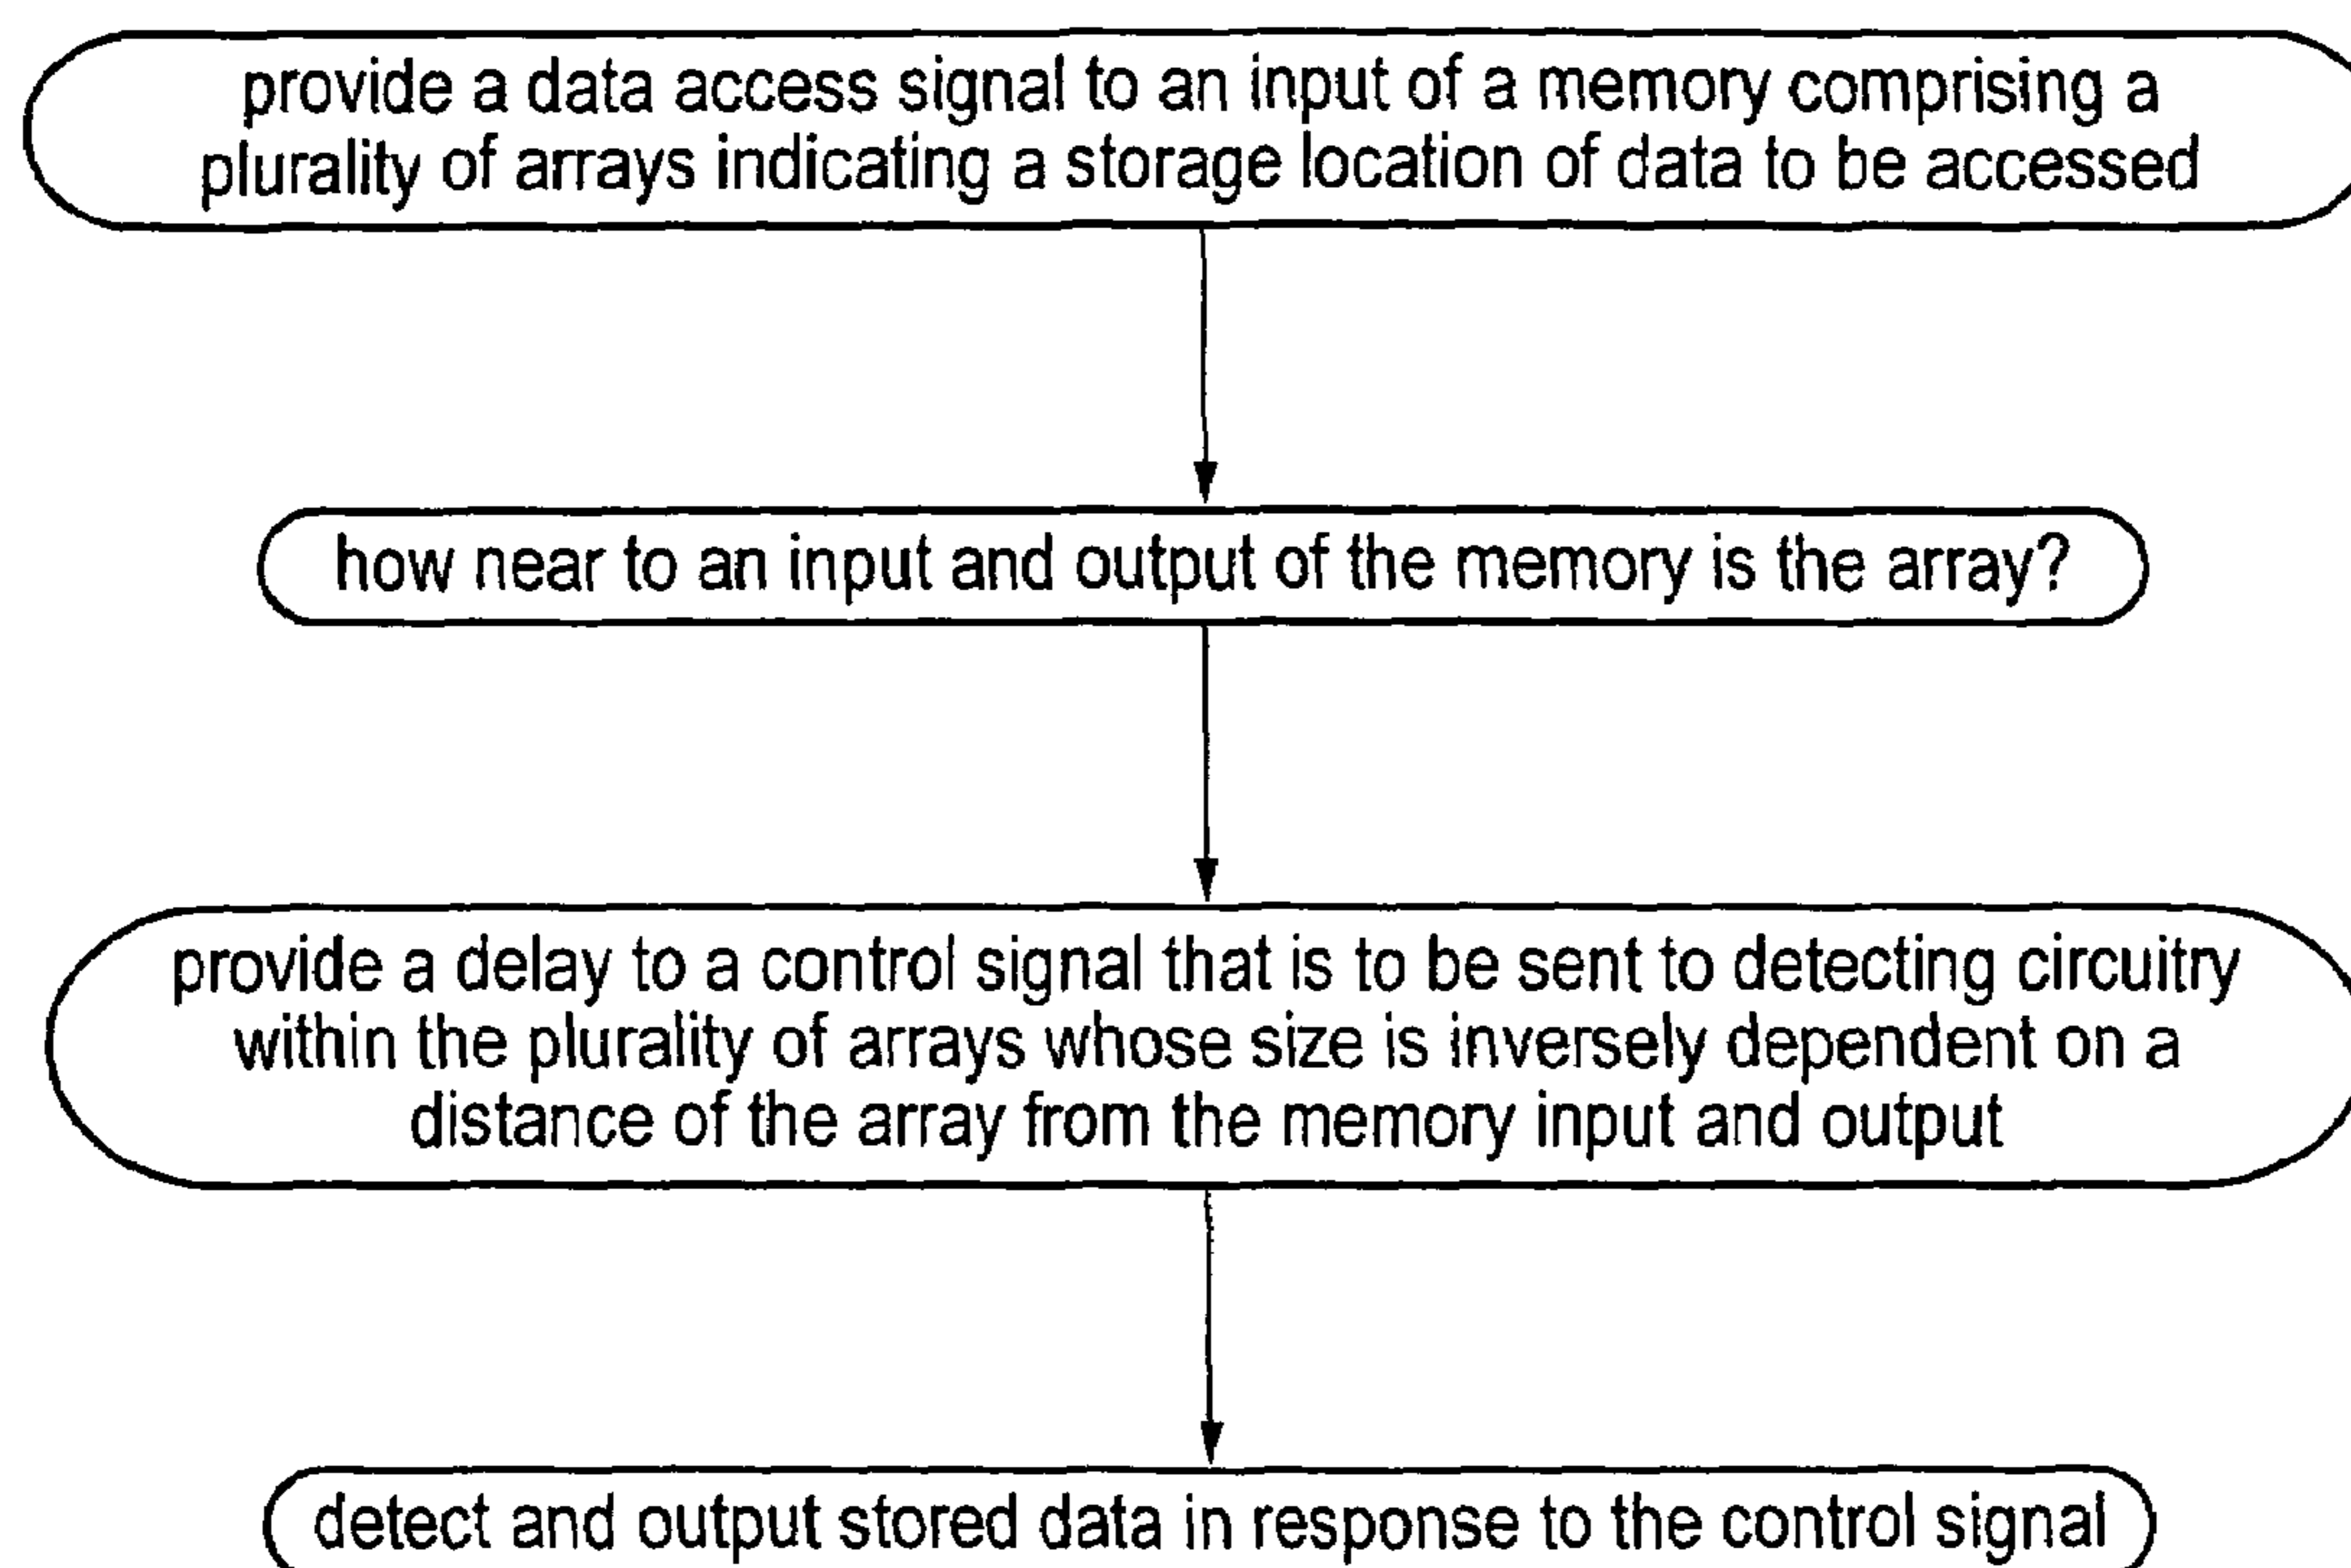 provide a data access signal to an input of a memory comprising a
plurality of arrays indicating a storage location of data to be accessed
how near to an input and output of the memory is the array?
provide a delay to a control signal that is to be sent to detecting circuitry
within the plurality of arrays whose size is inversely dependent on a
distance of the array from the memory input and output
detect and output stored data in response to the control signal